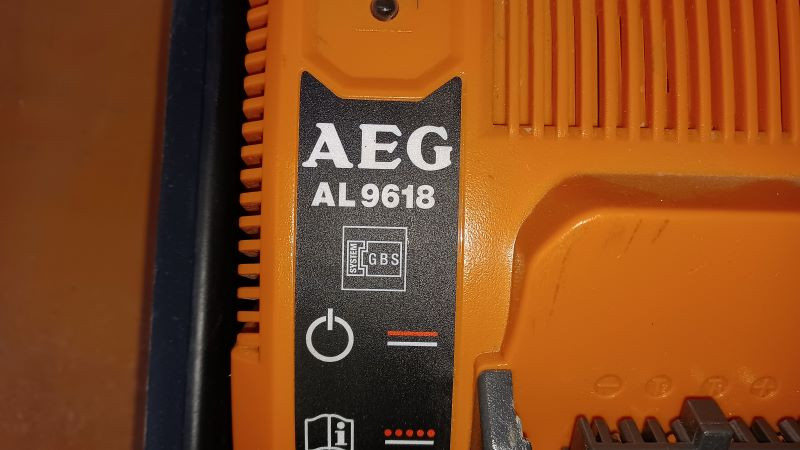 AEG
AL 9618
SYSTEM
GBS
i